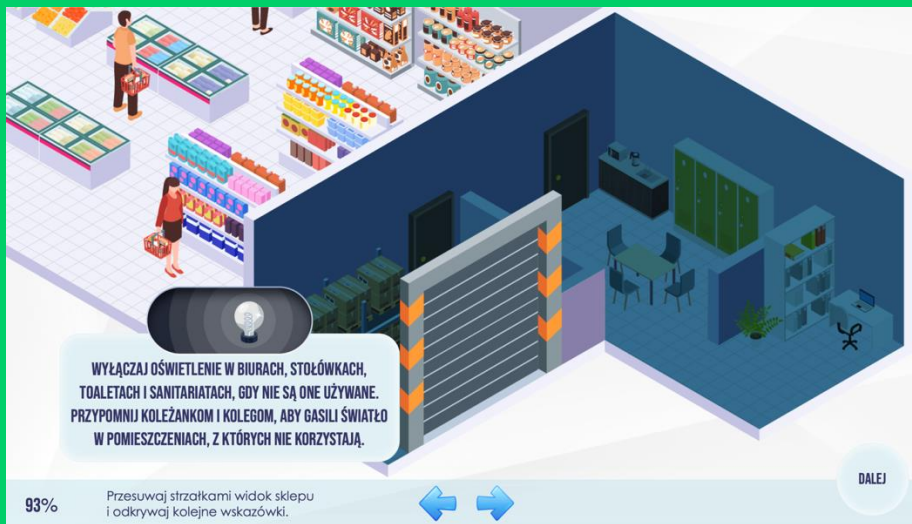 WYŁĄCZAJ OŚWIETLENIE W BIURACH, STOŁÓWKACH,
TOALETACH I SANITARIATACH, GDY NIE SĄ ONE UŻYWANE.
PRZYPOMNIJ KOLEŻANKOM I KOLEGOM, ABY GASILI ŚWIATŁO
W POMIESZCZENIACH, Z KTÓRYCH NIE KORZYSTAJĄ.
DALEJ
93%
Przesuwaj strzałkami widok sklepu
i odkrywaj kolejne wskazówki.